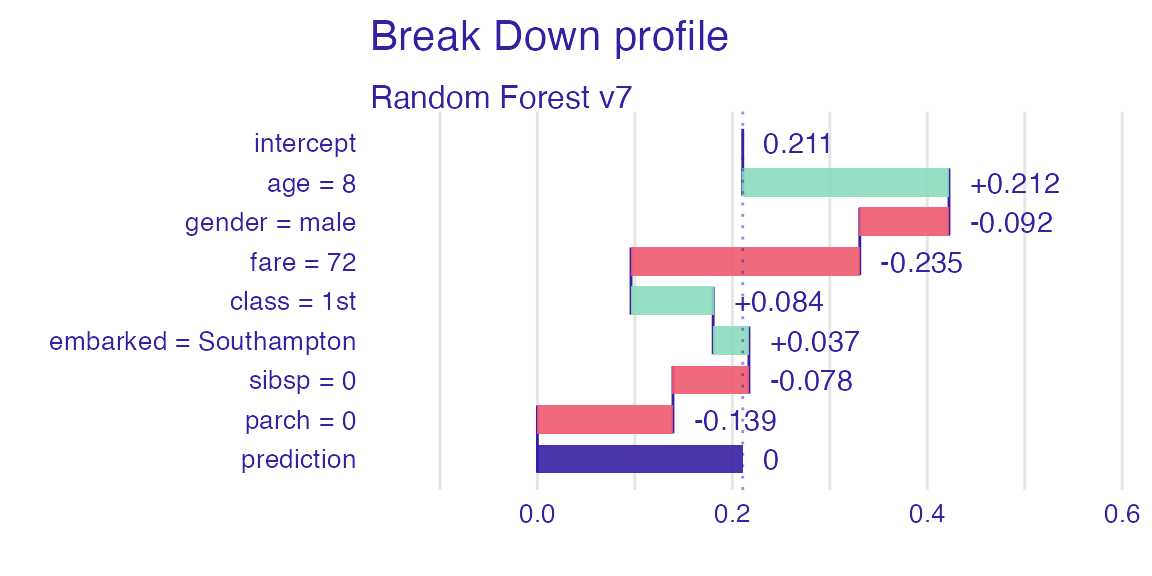 Break Down profile
Random Forest v7
intercept 0.211
age = 8 +0.212
gender = male -0.092
fare = 72 -0.235
class = 1st +0.084
embarked = Southampton +0.037
sibsp = 0 -0.078
parch = 0 -0.139
prediction 0
0.0 0.2 0.4 0.6